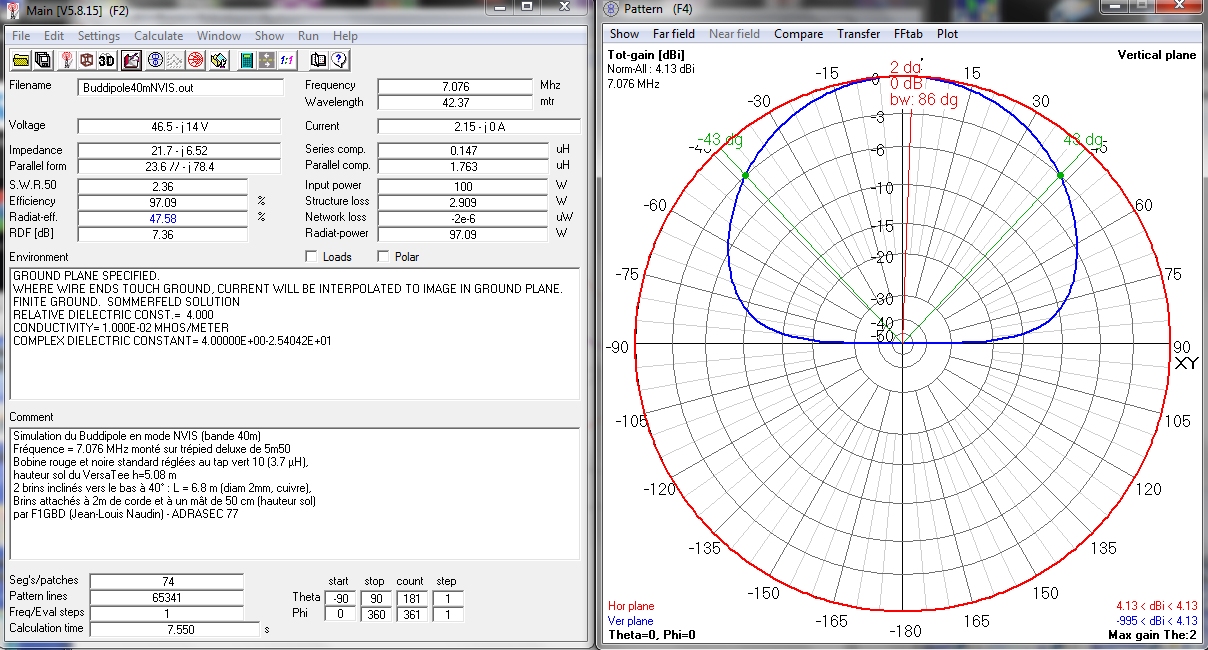 Main [V5.8.15] (F2)
File Edit Settings Calculate Window Show Run Help
3D
1:1
Filename Buddipole40mNVIS.out
Frequency 7.076 Mhz
Wavelength 42.37 mtr
Voltage 46.5 - j 14 V
Current 2.15 - j 0 A
Impedance 21.7 - j 6.52
Series comp. 0.147 uH
Parallel form 23.6 // - j 78.4
Parallel comp. 1.763 uH
S.W.R.50 2.36
Input power 100 W
Efficiency 97.09 %
Structure loss 2.909 W
Radiat-eff. 47.58 %
Network loss -2e-6 uW
RDF [dB] 7.36
Radiat-power 97.09 W
Environment
Loads Polar
GROUND PLANE SPECIFIED.
WHERE WIRE ENDS TOUCH GROUND, CURRENT WILL BE INTERPOLATED TO IMAGE IN GROUND PLANE.
FINITE GROUND. SOMMERFELD SOLUTION
RELATIVE DIELECTRIC CONST.= 4.000
CONDUCTIVITY= 1.000E-02 MHOS/METER
COMPLEX DIELECTRIC CONSTANT= 4.00000E+00-2.54042E+01
Comment
Simulation du Buddipole en mode NVIS (bande 40m)
Fréquence = 7.076 MHz monté sur trépied deluxe de 5m50
Bobine rouge et noire standard réglées au tap vert 10 (3.7 µH),
hauteur sol du VersaTee h=5.08 m
2 brins inclinés vers le bas à 40° : L = 6.8 m (diam 2mm, cuivre),
Brins attachés à 2m de corde et à un mât de 50 cm (hauteur sol)
par F1GBD (Jean-Louis Naudin) - ADRASEC 77
Seg's/patches 74
Pattern lines 65341
Freq/Eval steps 1
Calculation time 7.550 s
start stop count step
Theta -90 90 181 1
Phi 0 360 361 1
Pattern (F4)
Show Far field Near field Compare Transfer FFtab Plot
Tot-gain [dBi]
Vertical plane
Norm-All : 4.13 dBi
7.076 MHz
2 dg
0 dB
bw: 86 dg
-15
0
15
-30
30
-3
-43 dg
43 dg
-45
45
-6
-10
-60
60
-15
-20
-75
75
-30
-40
-50
-90
90
XY
-105
105
-120
120
-135
135
-150
150
-165
165
-180
Hor plane
4.13 < dBi < 4.13
Ver plane
-995 < dBi < 4.13
Theta=0, Phi=0
Max gain The:2